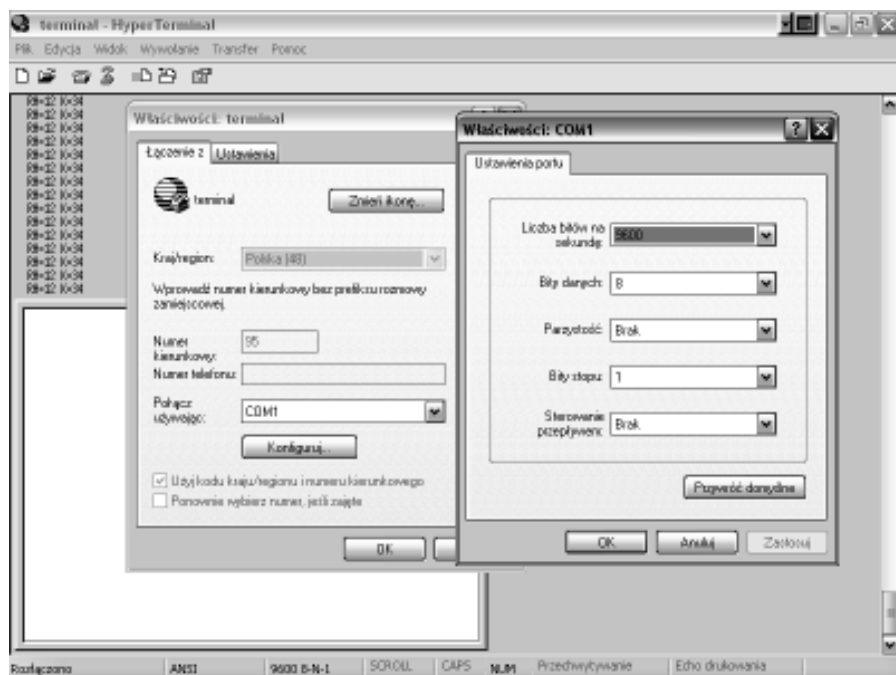 terminal - HyperTerminal
Plik Edycja Widok Wywołanie Transfer Pomoc
Właściwości: terminal
Łączenie z Ustawienia
terminal
Zmień ikonę...
Kraj/region:
Polska (48)
Wprowadź numer kierunkowy bez prefiksu rozmowy
zamiejscowej.
Numer
kierunkowy:
95
Numer telefonu:
Połącz
używając:
COM1
Konfiguruj...
Użyj kodu kraju/regionu i numeru kierunkowego
Ponownie wybierz numer, jeśli zajęte
OK
Właściwości: COM1
Ustawienia portu
Liczba bitów na
sekundę:
9600
Bity danych:
8
Parzystość:
Brak
Bity stopu:
1
Sterowanie
przepływem:
Brak
Przywróć domyślne
OK
Anuluj
Zastosuj
Rozłączono ANSI 9600 8-N-1 SCROLL CAPS NUM Przechwytywanie Echo drukowania